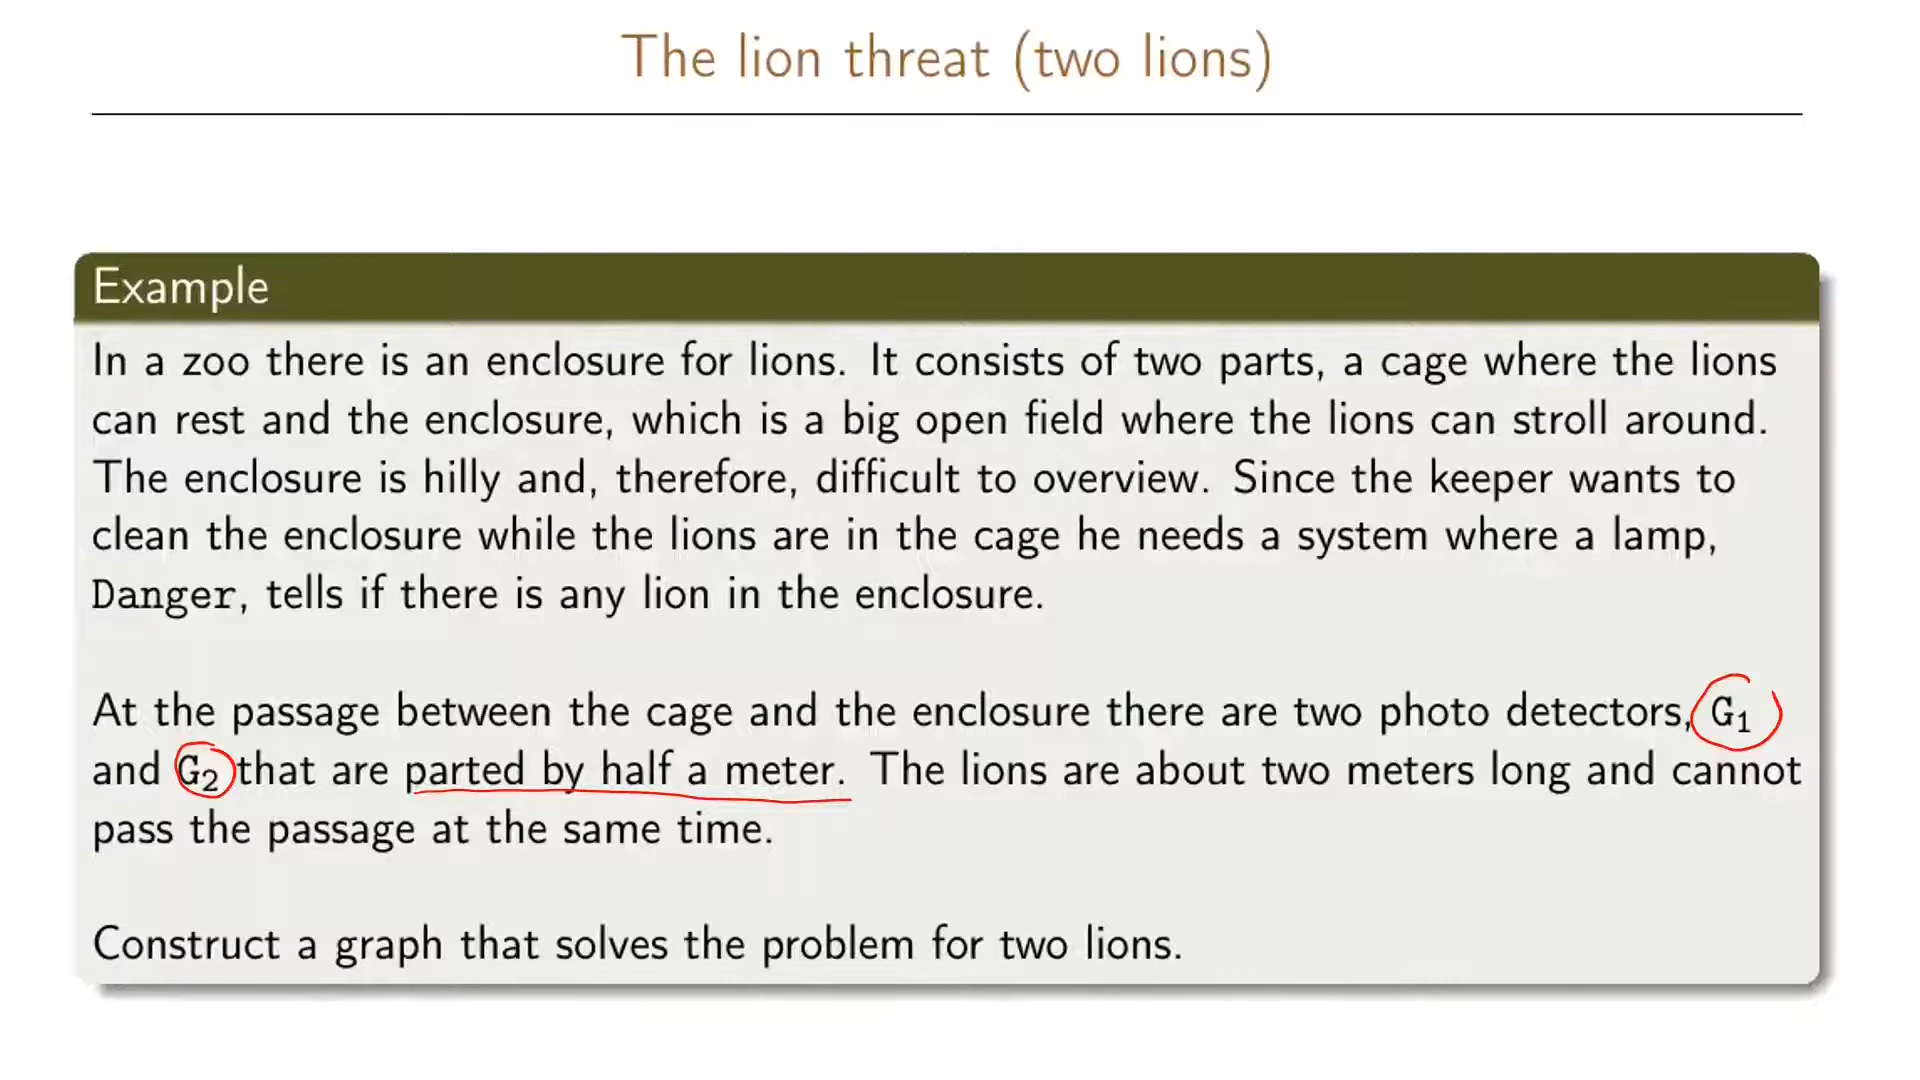 The lion threat (two lions)
Example
In a zoo there is an enclosure for lions. It consists of two parts, a cage where the lions
can rest and the enclosure, which is a big open field where the lions can stroll around.
The enclosure is hilly and, therefore, difficult to overview. Since the keeper wants to
clean the enclosure while the lions are in the cage he needs a system where a lamp,
Danger, tells if there is any lion in the enclosure.
At the passage between the cage and the enclosure there are two photo detectors, G₁
and G₂ that are parted by half a meter. The lions are about two meters long and cannot
pass the passage at the same time.
Construct a graph that solves the problem for two lions.